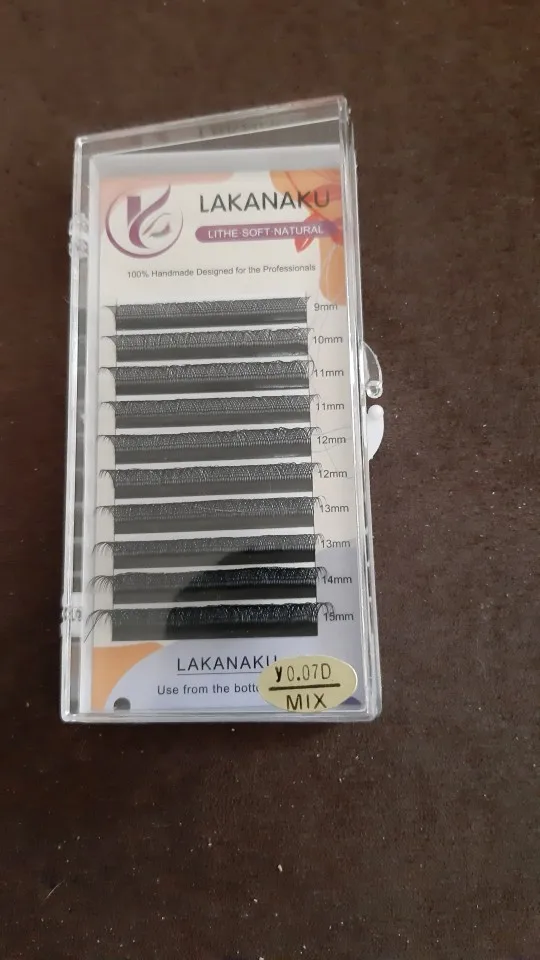 LAKANAKU
LITHE SOFT NATURAL
100% Handmade Designed for the Professionals
9mm
10mm
11mm
11mm
12mm
12mm
13mm
13mm
14mm
15mm
LAKANAKU
Use from the
y0.07D
MIX